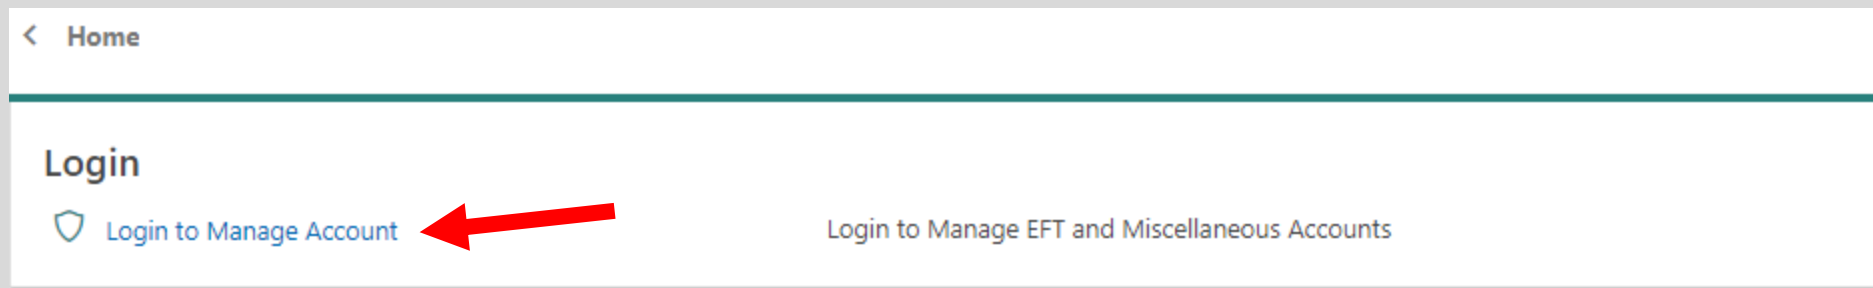 Home
Login
Login to Manage Account
Login to Manage EFT and Miscellaneous Accounts